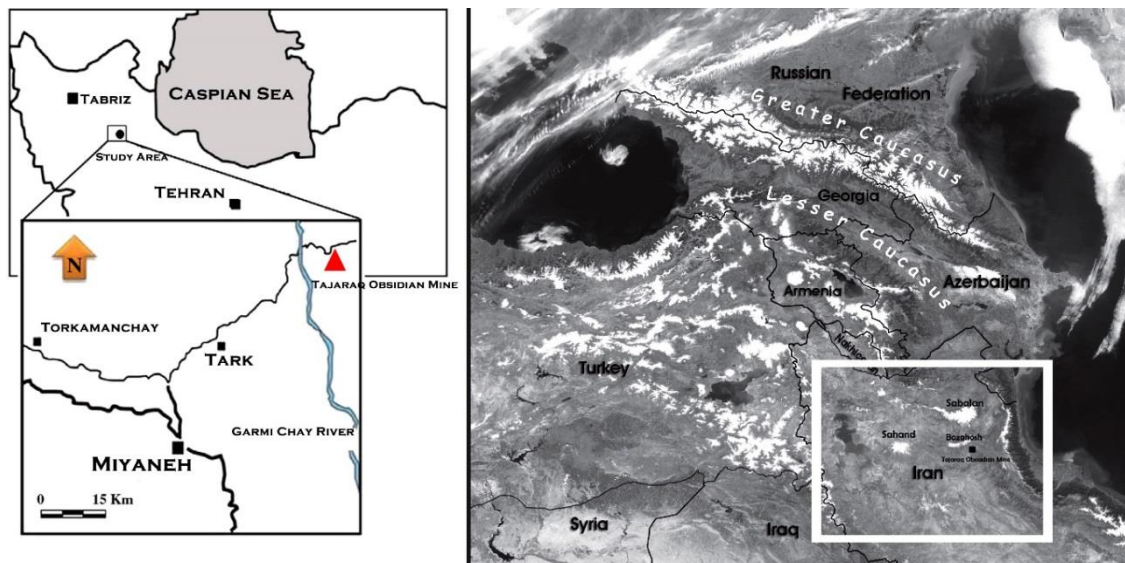 TABRIZ
CASPIAN SEA
STUDY AREA
TEHRAN
N
TAJARAQ OBSIDIAN MINE
TORKAMANCHAY
TARK
GARMI CHAY RIVER
MIYANEH
0 15 Km
Russian
Federation
Greater Caucasus
Georgia
Lesser Caucasus
Azerbaijan
Armenia
Turkey
Sabalan
Sahand
Bozghosh
Tajaraq Obsidian Mine
Iran
Syria
Iraq